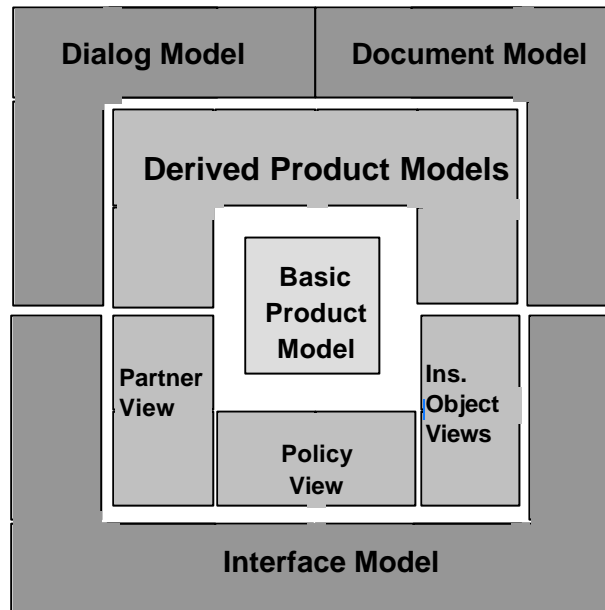 Dialog Model
Document Model
Derived Product Models
Basic
Product
Model
Partner
View
Ins.
Object
Views
Policy
View
Interface Model